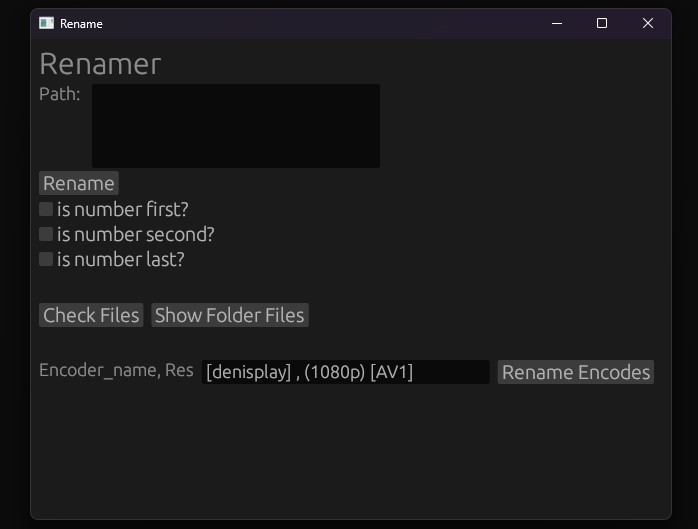 Rename
Renamer
Path:
Rename
is number first?
is number second?
is number last?
Check Files Show Folder Files
Encoder_name, Res [denisplay] , (1080p) [AV1] Rename Encodes